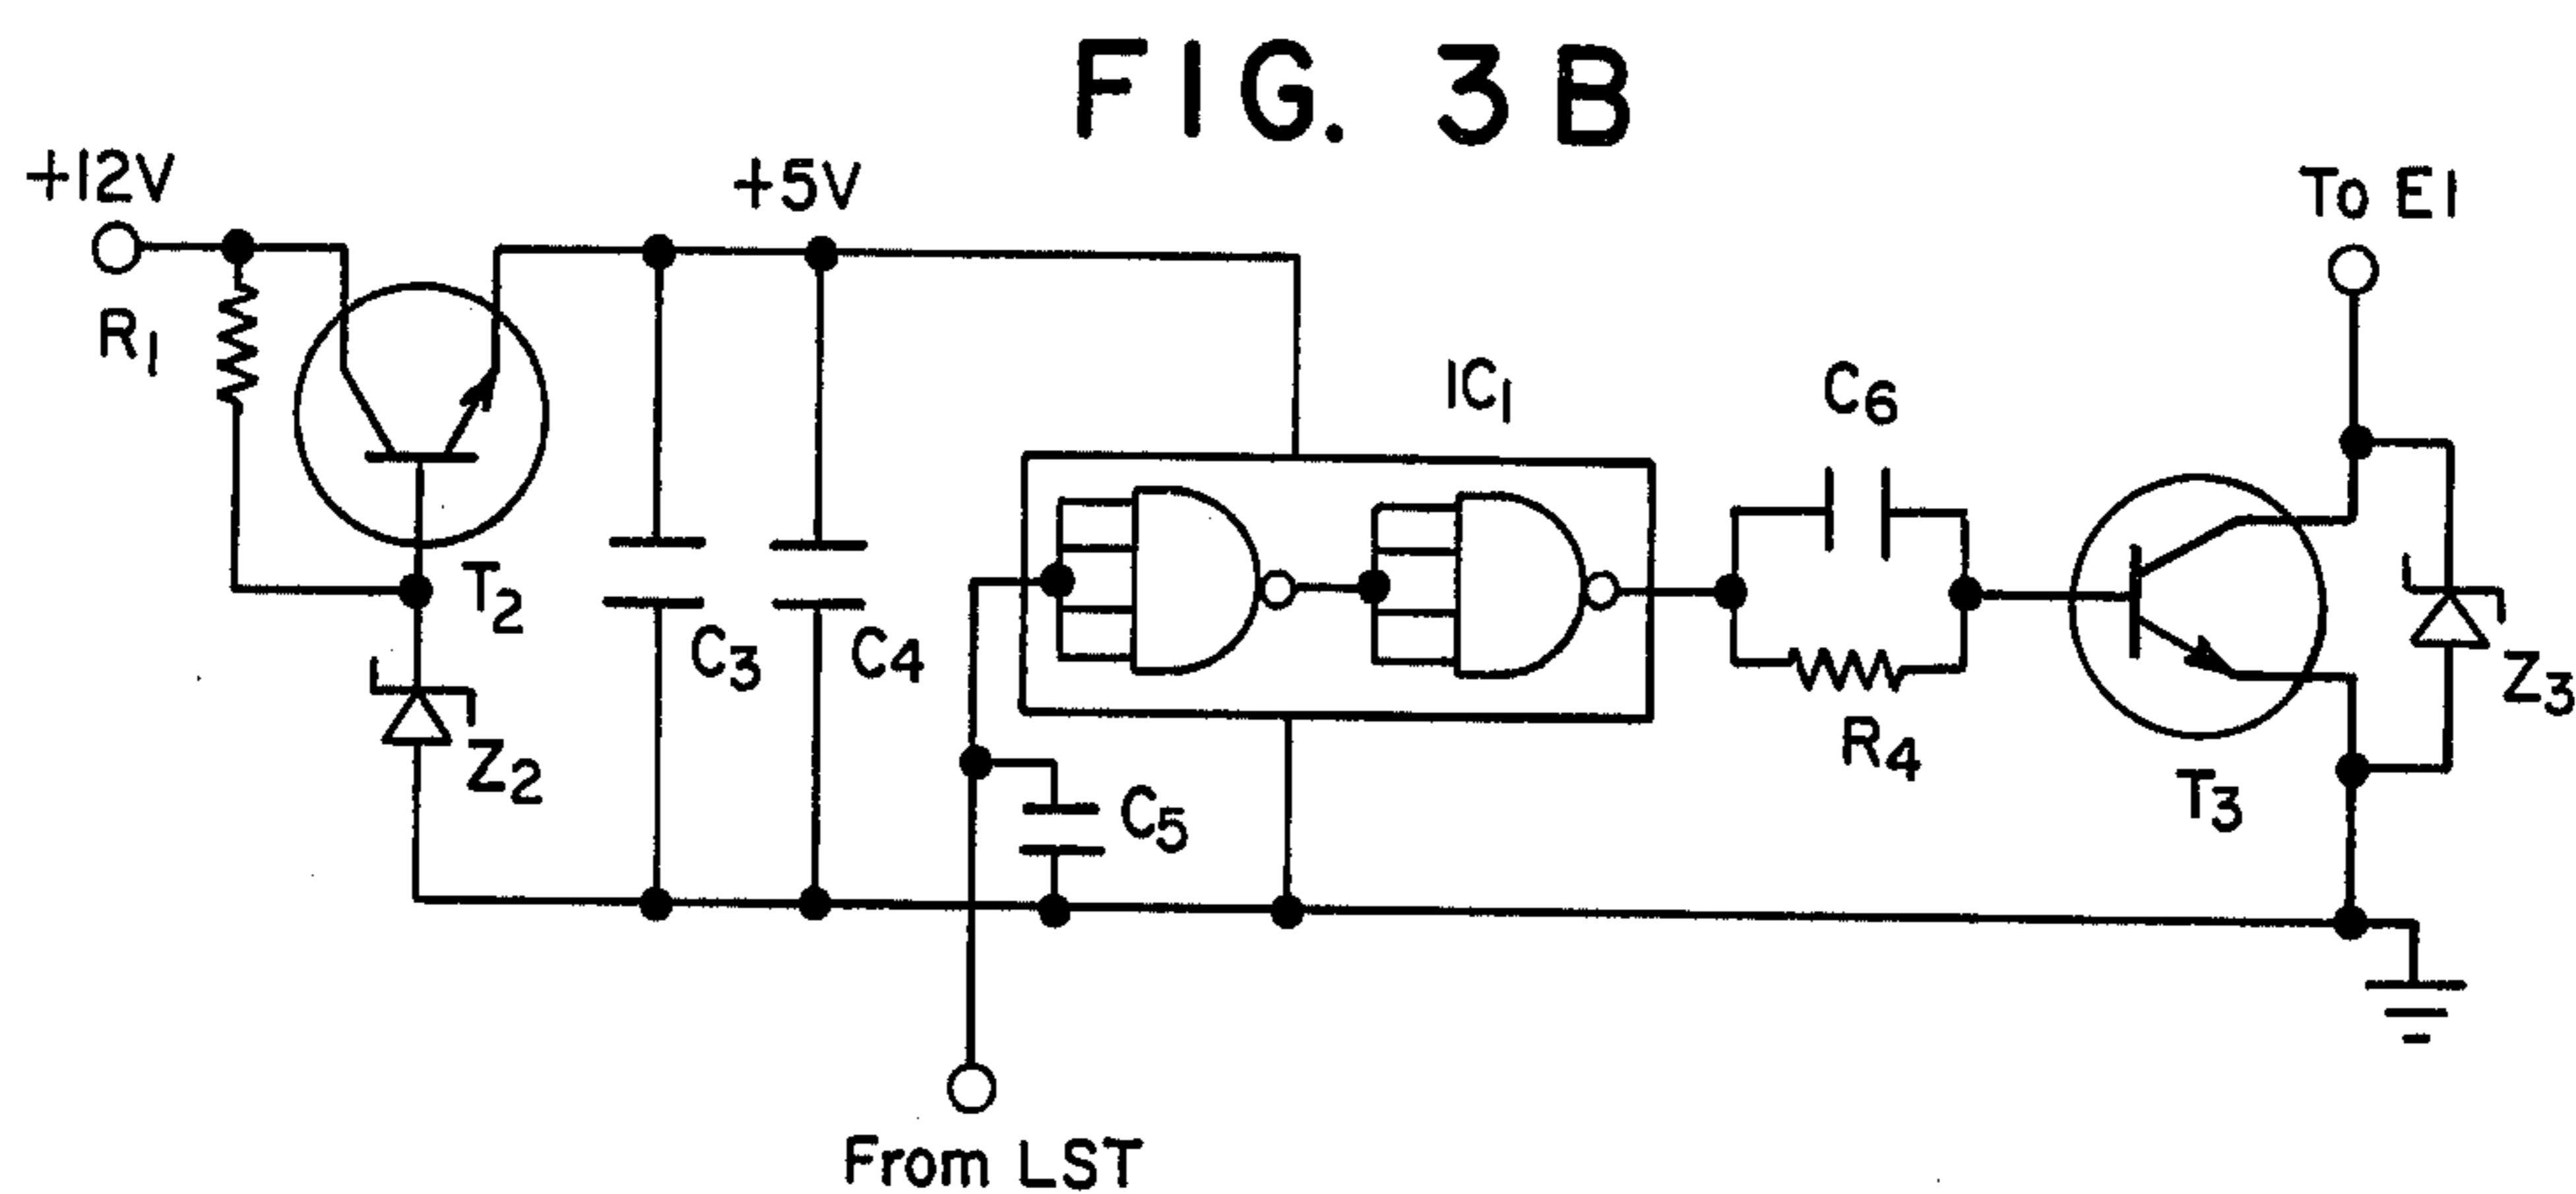 FIG. 3B
+12V
+5V
To E1
R1
IC1
C6
T2
C3
C4
Z2
R4
Z3
C5
T3
From LST